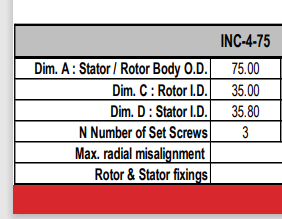 INC-4-75
Dim. A : Stator / Rotor Body O.D. 75.00
Dim. C : Rotor I.D. 35.00
Dim. D : Stator I.D. 35.80
N Number of Set Screws 3
Max. radial misalignment
Rotor & Stator fixings